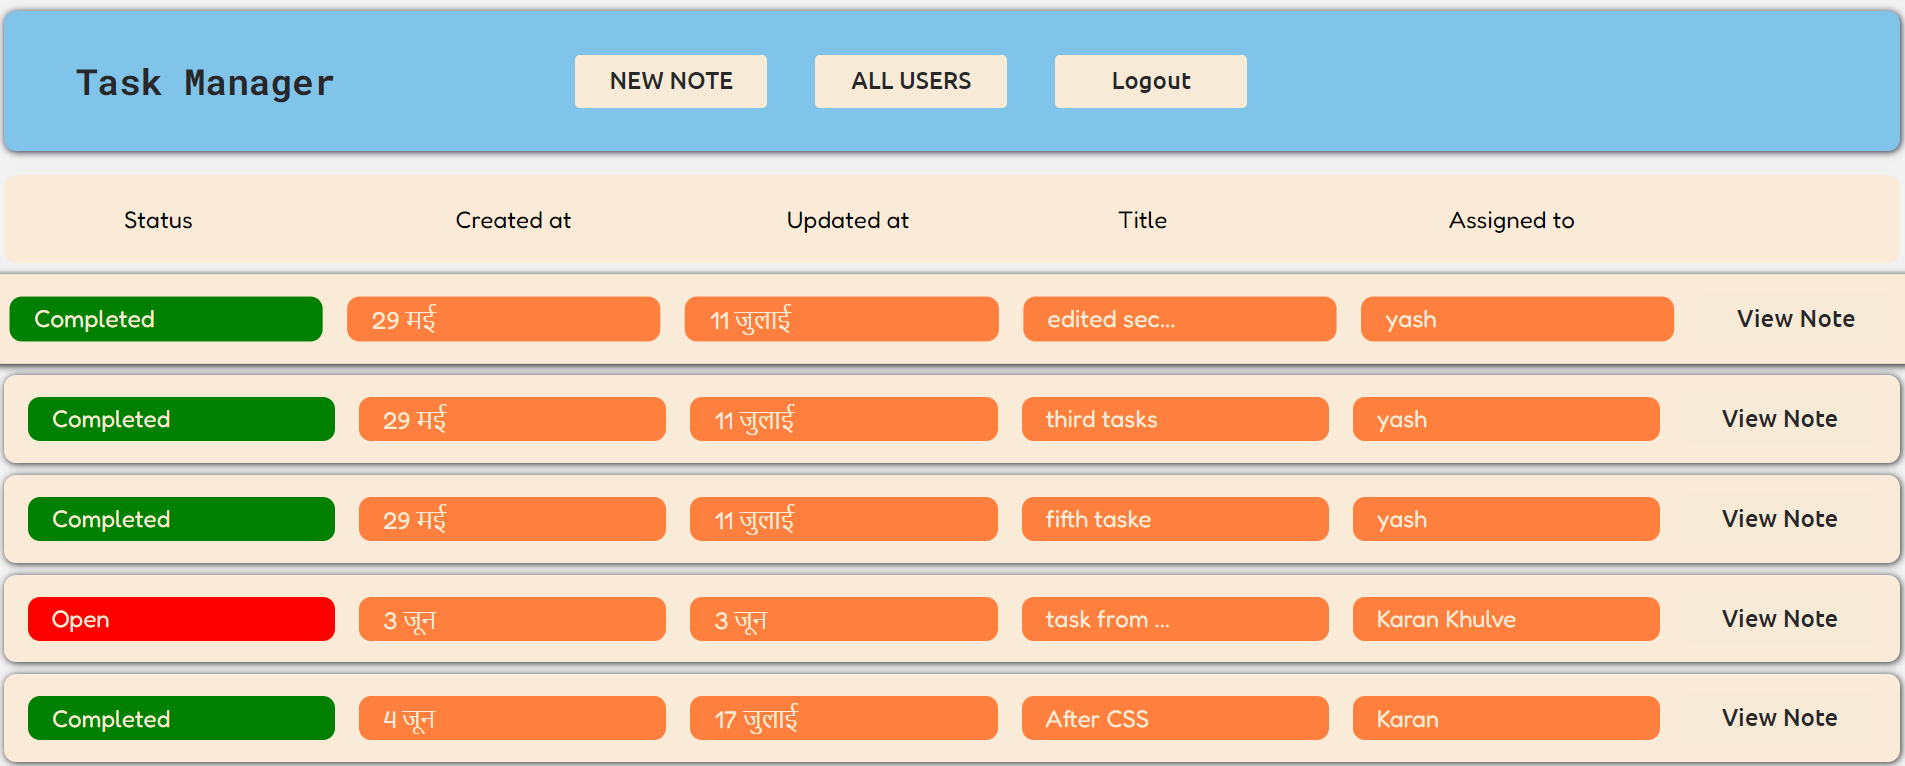 Task Manager NEW NOTE ALL USERS Logout
Status Created at Updated at Title Assigned to
Completed 29 मई 11 जुलाई edited sec... yash View Note
Completed 29 मई 11 जुलाई third tasks yash View Note
Completed 29 मई 11 जुलाई fifth taske yash View Note
Open 3 जून 3 जून task from ... Karan Khulve View Note
Completed 4 जून 17 जुलाई After CSS Karan View Note